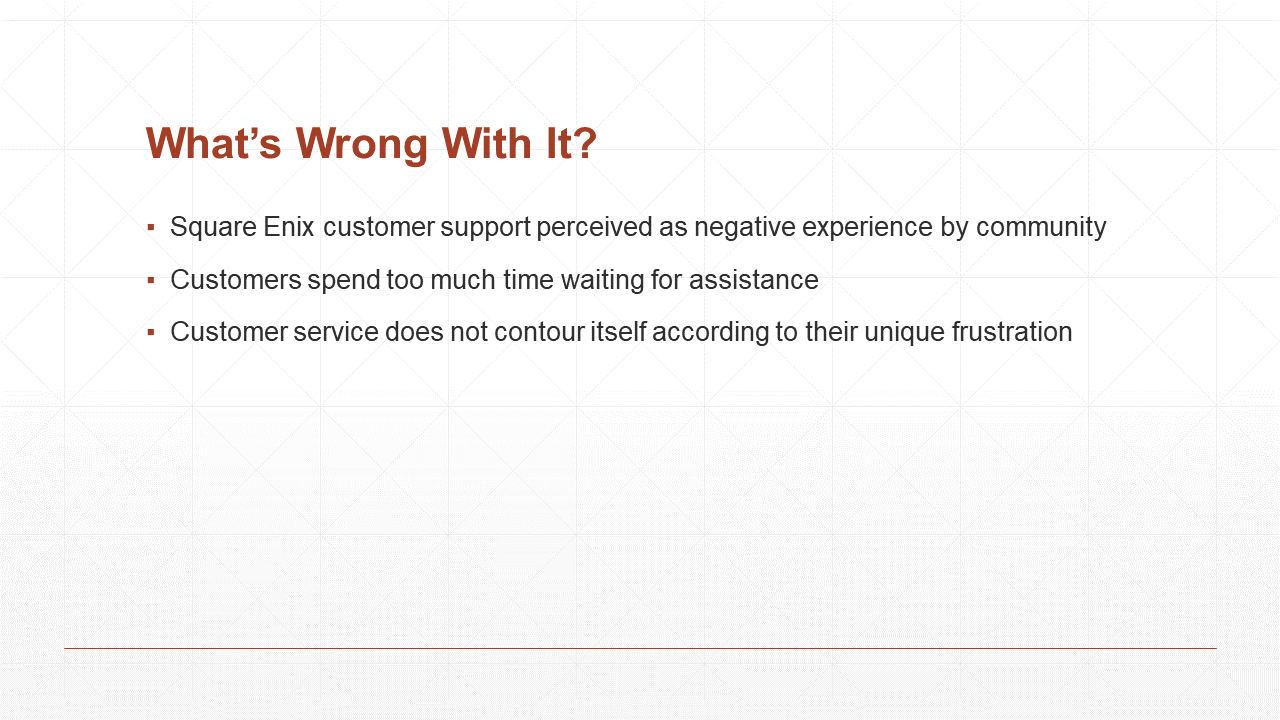 What’s Wrong With It?
▪ Square Enix customer support perceived as negative experience by community
▪ Customers spend too much time waiting for assistance
▪ Customer service does not contour itself according to their unique frustration